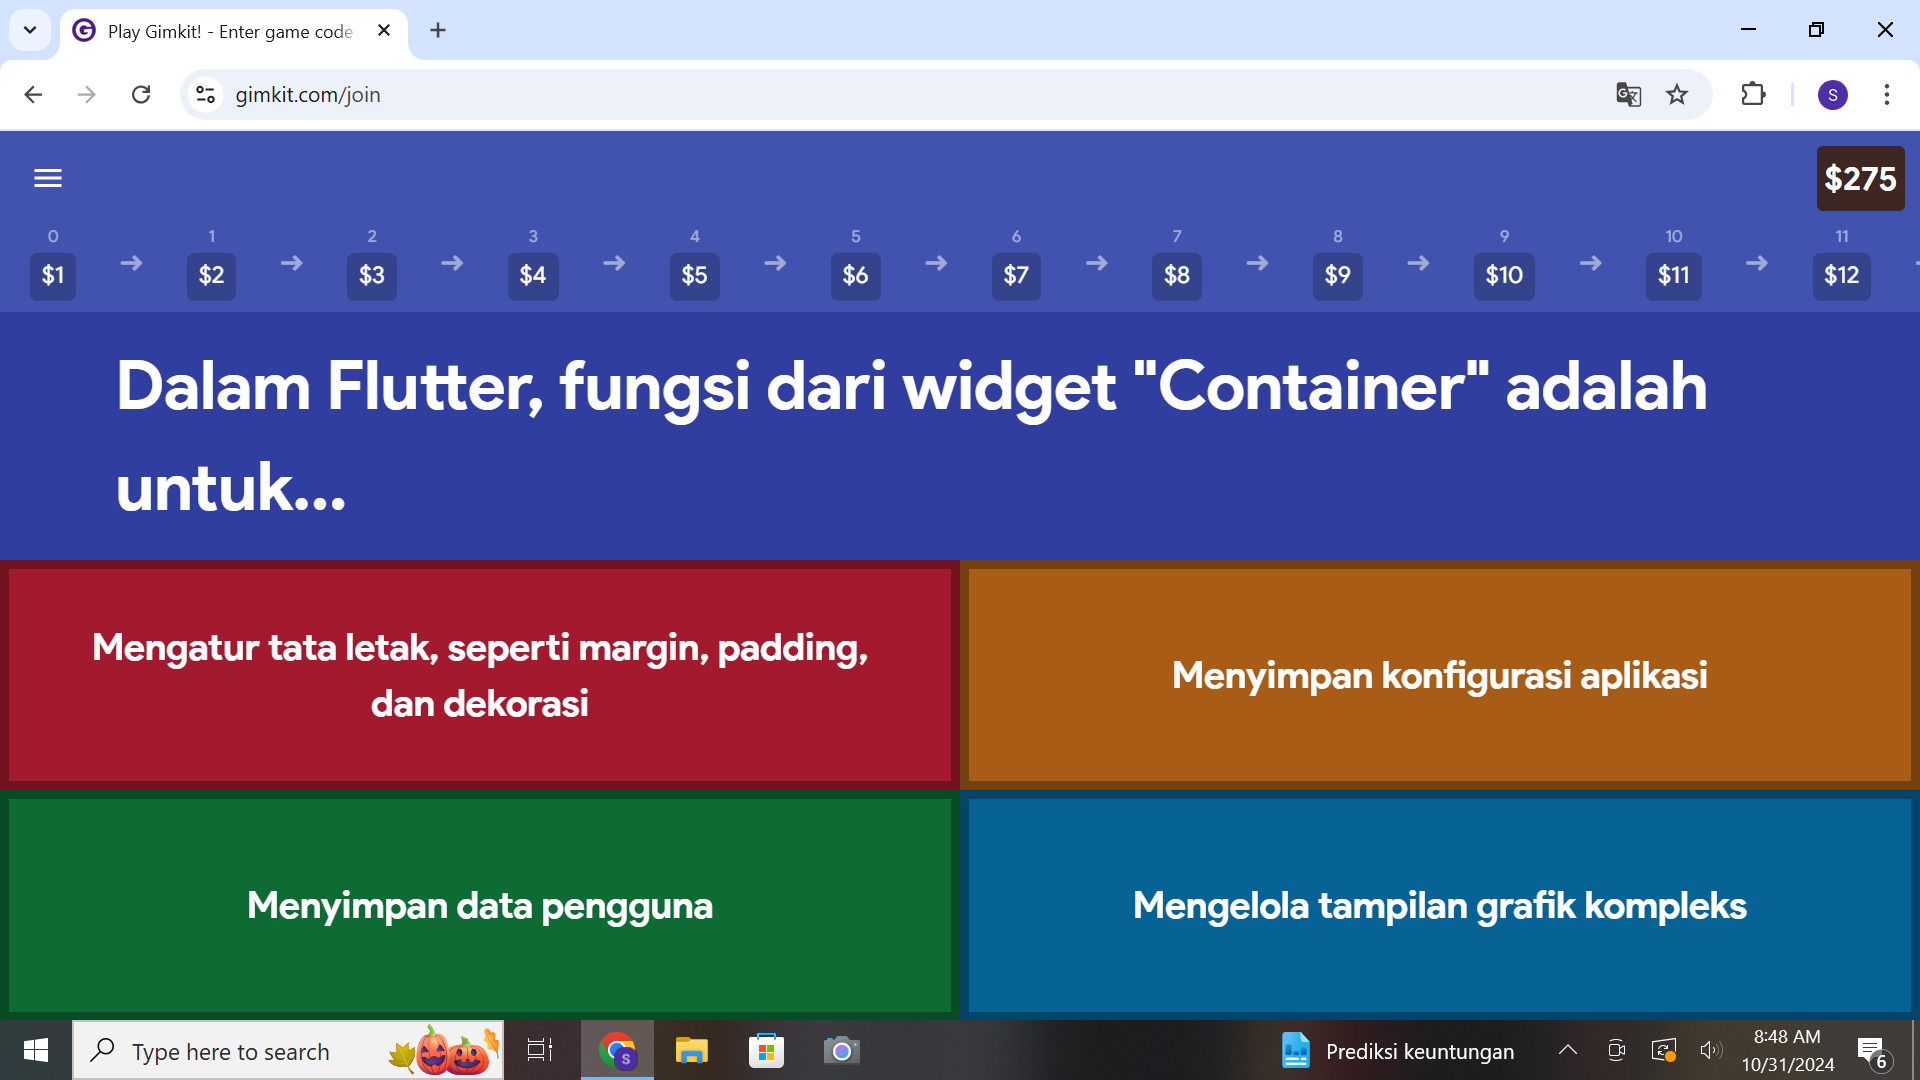 Play Gimkit! - Enter game code
gimkit.com/join
S
$275
0 1 2 3 4 5 6 7 8 9 10 11
$1 → $2 → $3 → $4 → $5 → $6 → $7 → $8 → $9 → $10 → $11 → $12
Dalam Flutter, fungsi dari widget "Container" adalah
untuk...
Mengatur tata letak, seperti margin, padding,
dan dekorasi
Menyimpan konfigurasi aplikasi
Menyimpan data pengguna
Mengelola tampilan grafik kompleks
Type here to search
S
Prediksi keuntungan
8:48 AM
10/31/2024
6